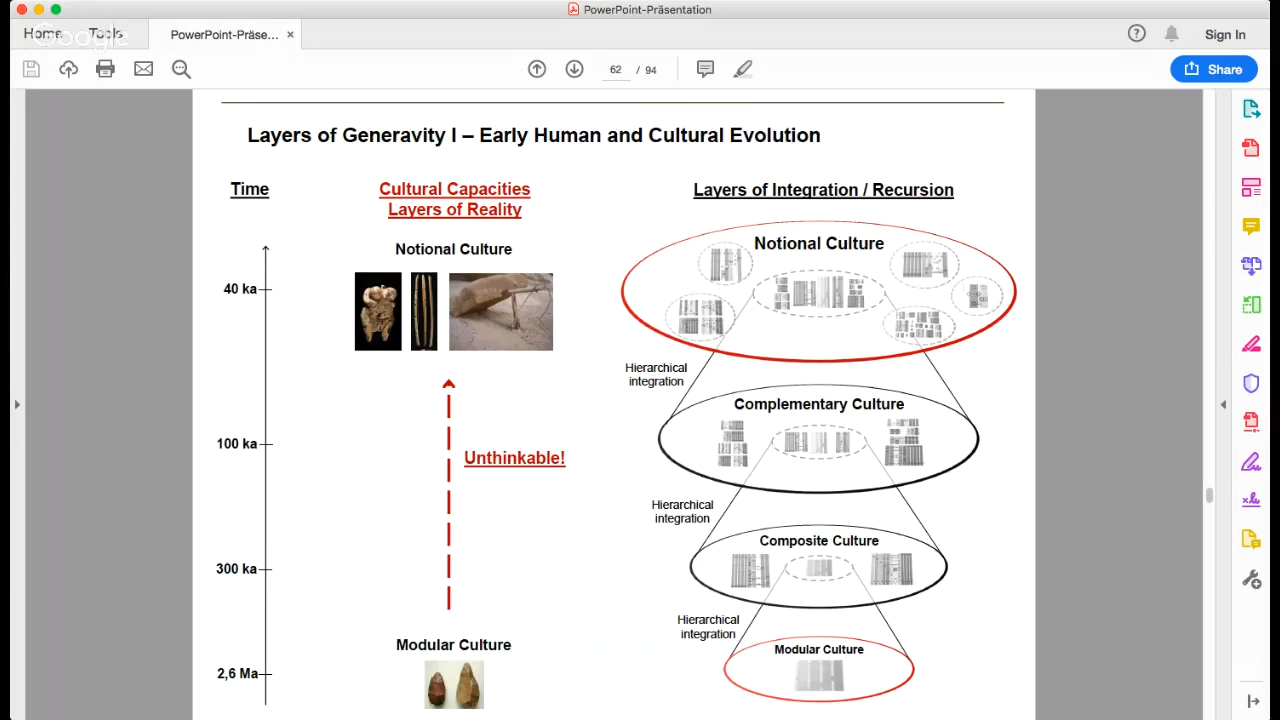 PowerPoint-Präsentation
Home
Tools
Google
PowerPoint-Präse...
Sign In
62 / 94
Share
Layers of Generavity I – Early Human and Cultural Evolution
Time
Cultural Capacities
Layers of Reality
Layers of Integration / Recursion
Notional Culture
40 ka
100 ka
300 ka
2,6 Ma
Unthinkable!
Modular Culture
Notional Culture
Hierarchical
integration
Complementary Culture
Hierarchical
integration
Composite Culture
Hierarchical
integration
Modular Culture